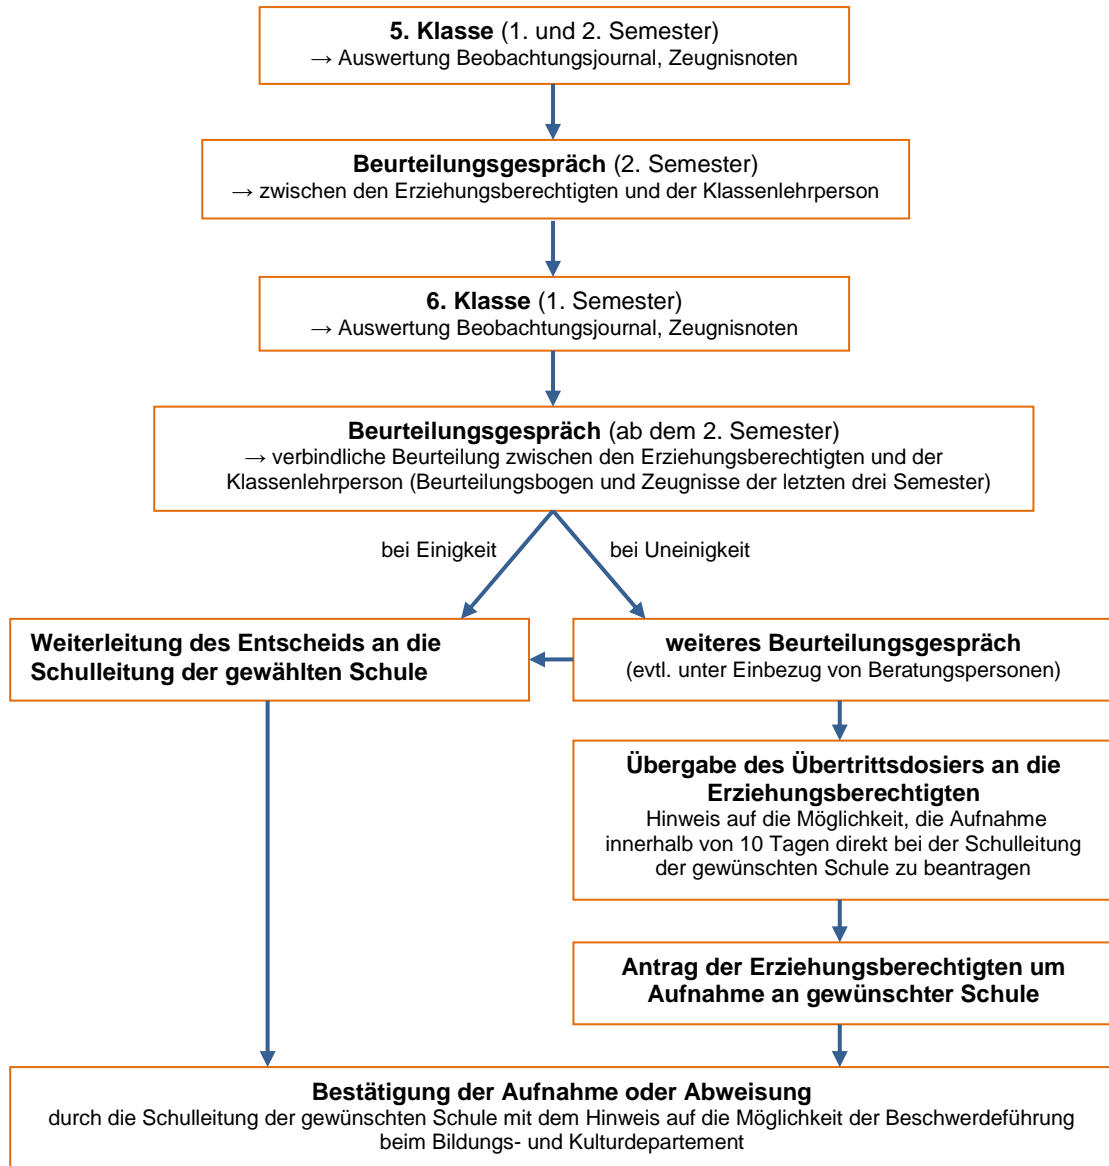 5. Klasse (1. und 2. Semester)
→ Auswertung Beobachtungsjournal, Zeugnisnoten
Beurteilungsgespräch (2. Semester)
→ zwischen den Erziehungsberechtigten und der Klassenlehrperson
6. Klasse (1. Semester)
→ Auswertung Beobachtungsjournal, Zeugnisnoten
Beurteilungsgespräch (ab dem 2. Semester)
→ verbindliche Beurteilung zwischen den Erziehungsberechtigten und der
Klassenlehrperson (Beurteilungsbogen und Zeugnisse der letzten drei Semester)
bei Einigkeit
bei Uneinigkeit
Weiterleitung des Entscheids an die
Schulleitung der gewählten Schule
weiteres Beurteilungsgespräch
(evtl. unter Einbezug von Beratungspersonen)
Übergabe des Übertrittsdosiers an die
Erziehungsberechtigten
Hinweis auf die Möglichkeit, die Aufnahme
innerhalb von 10 Tagen direkt bei der Schulleitung
der gewünschten Schule zu beantragen
Antrag der Erziehungsberechtigten um
Aufnahme an gewünschter Schule
Bestätigung der Aufnahme oder Abweisung
durch die Schulleitung der gewünschten Schule mit dem Hinweis auf die Möglichkeit der Beschwerdeführung
beim Bildungs- und Kulturdepartement